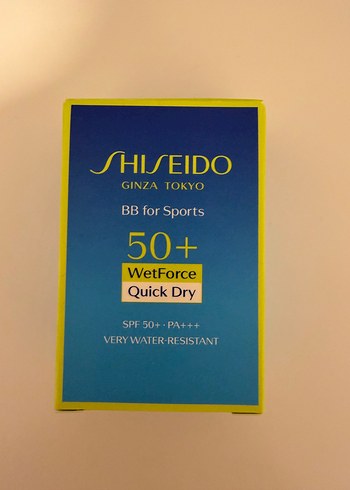 SHISEIDO
GINZA TOKYO
BB for Sports
50+
WetForce
Quick Dry
SPF 50+ · PA+++
VERY WATER-RESISTANT